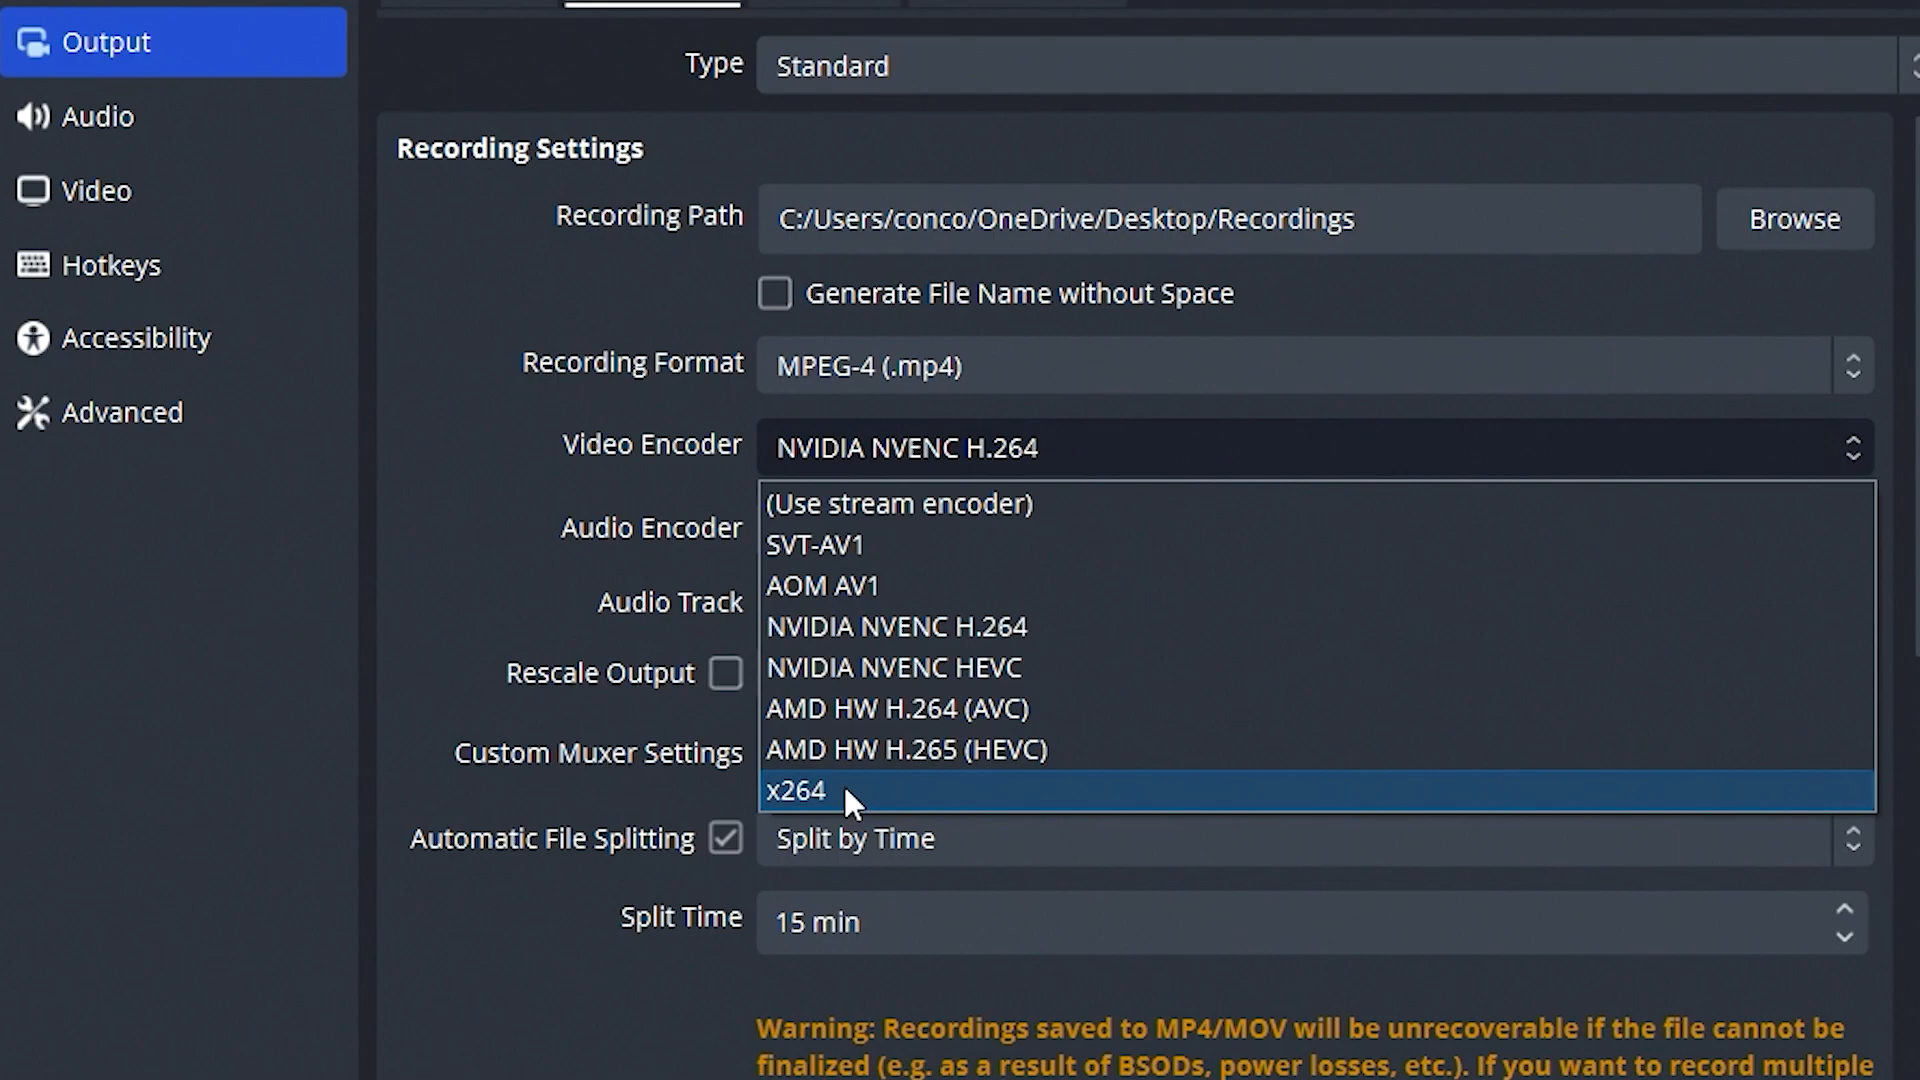 Output
Audio
Video
Hotkeys
Accessibility
Advanced
Type
Standard
Recording Settings
Recording Path
C:/Users/conco/OneDrive/Desktop/Recordings
Browse
Generate File Name without Space
Recording Format
MPEG-4 (.mp4)
Video Encoder
NVIDIA NVENC H.264
(Use stream encoder)
SVT-AV1
AOM AV1
NVIDIA NVENC H.264
NVIDIA NVENC HEVC
AMD HW H.264 (AVC)
AMD HW H.265 (HEVC)
x264
Audio Encoder
Audio Track
Rescale Output
Custom Muxer Settings
Automatic File Splitting
Split by Time
Split Time
15 min
Warning: Recordings saved to MP4/MOV will be unrecoverable if the file cannot be
finalized (e.g. as a result of BSODs, power losses, etc.). If you want to record multiple